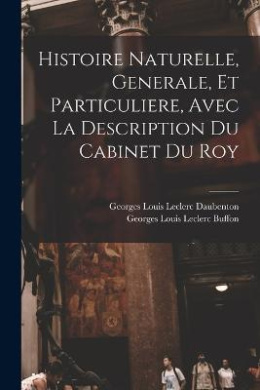 Histoire Naturelle,
Generale, Et
Particuliere, Avec
La Description Du
Cabinet Du Roy
Georges Louis Leclerc Daubenton
Georges Louis Leclerc Buffon